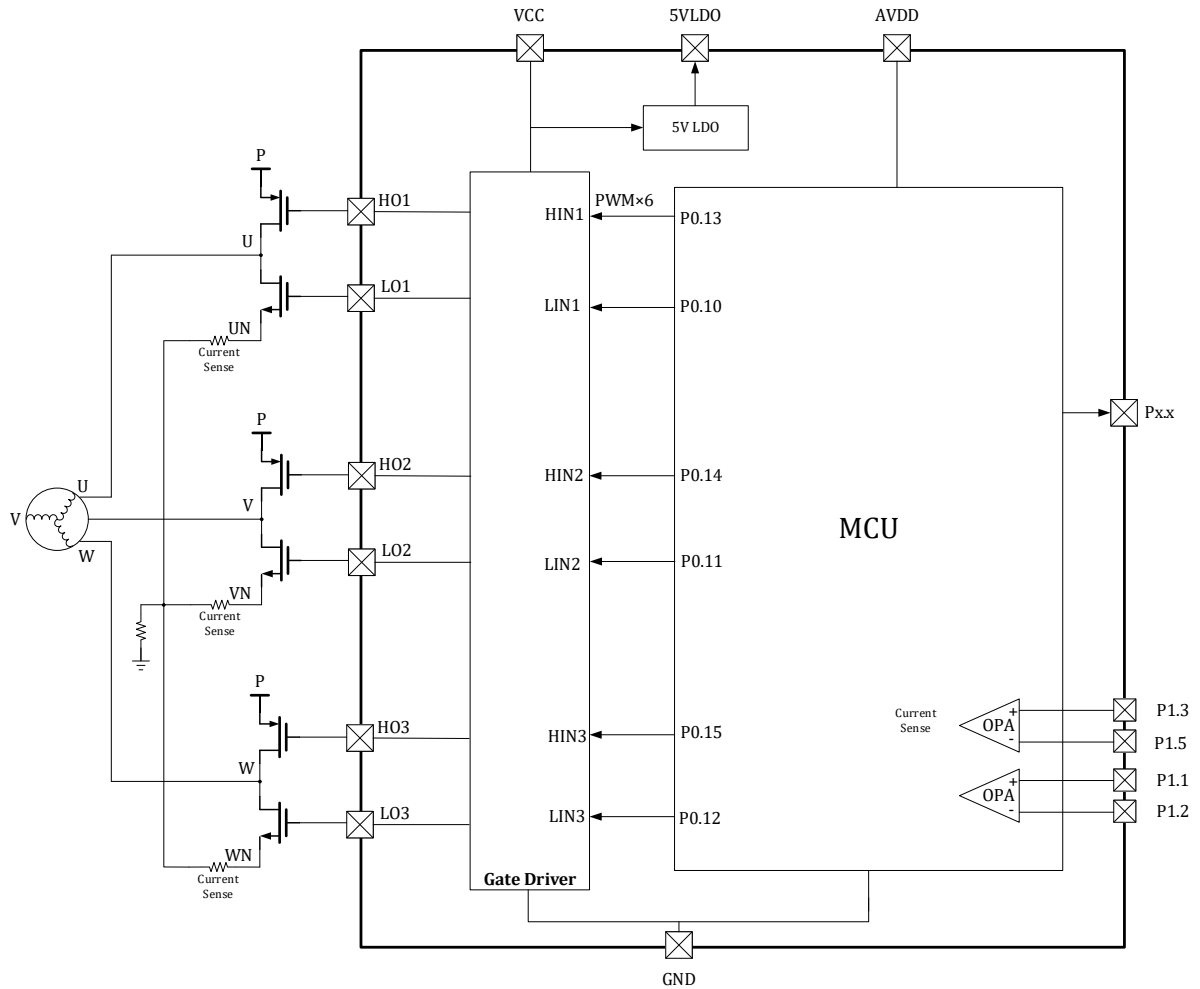 VCC
5VLDO
AVDD
5V LDO
P
HO1
HIN1
PWM×6
P0.13
U
LO1
LIN1
P0.10
UN
Current
Sense
Px.x
P
HO2
HIN2
P0.14
U
V
V
W
LO2
LIN2
P0.11
MCU
VN
Current
Sense
P
HO3
HIN3
P0.15
W
LO3
LIN3
P0.12
WN
Current
Sense
Gate Driver
Current
Sense
+
OPA
-
P1.3
P1.5
+
OPA
-
P1.1
P1.2
GND